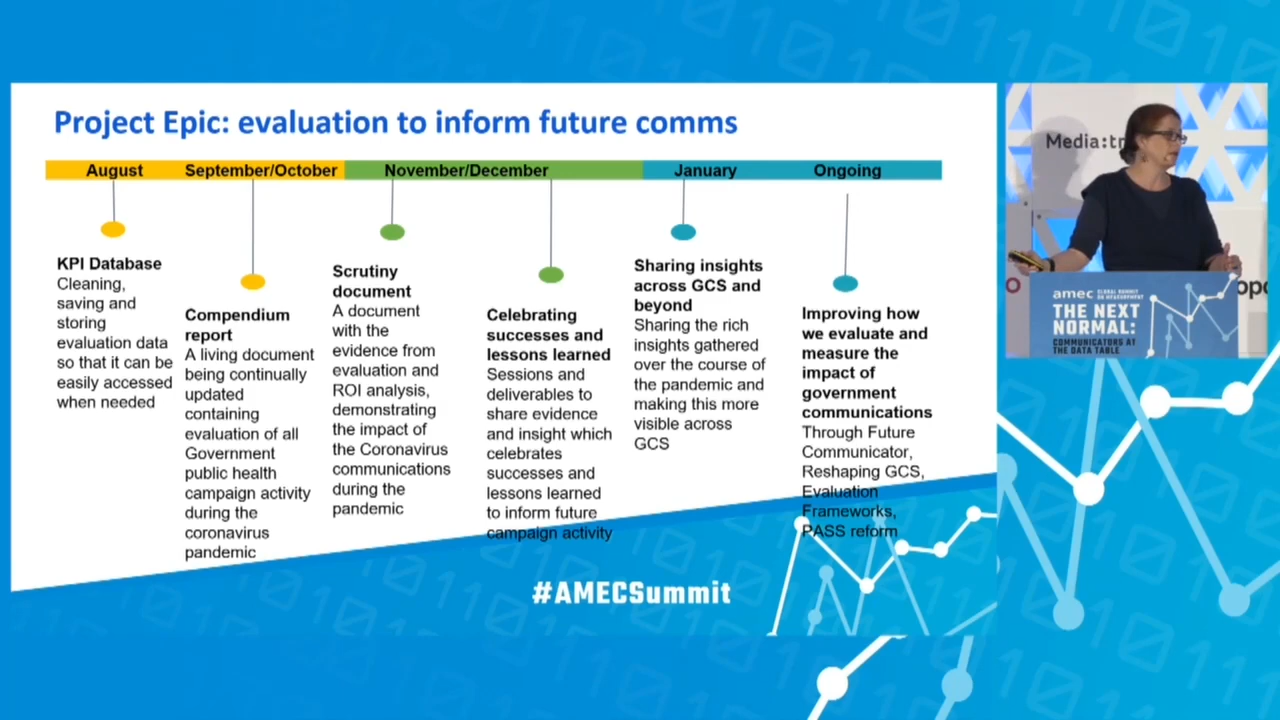 Project Epic: evaluation to inform future comms
August
September/October
November/December
January
Ongoing
KPI Database
Cleaning,
saving and
storing
evaluation data
so that it can be
easily accessed
when needed
Compendium
report
A living document
being continually
updated
containing
evaluation of all
Government
public health
campaign activity
during the
coronavirus
pandemic
Scrutiny
document
A document
with the
evidence from
evaluation and
ROI analysis,
demonstrating
the impact of
the Coronavirus
communications
during the
pandemic
Celebrating
successes and
lessons learned
Sessions and
deliverables to
share evidence
and insight which
celebrates
successes and
lessons learned
to inform future
campaign activity
Sharing insights
across GCS and
beyond
Sharing the rich
insights gathered
over the course of
the pandemic and
making this more
visible across
GCS
Improving how
we evaluate and
measure the
impact of
government
communications
Through Future
Communicator,
Reshaping GCS,
Evaluation
Frameworks,
PASS reform
#AMECSummit
Media:tr
amec GLOBAL SUMMIT
ON MEASUREMENT
THE NEXT
NORMAL:
COMMUNICATORS AT
THE DATA TABLE